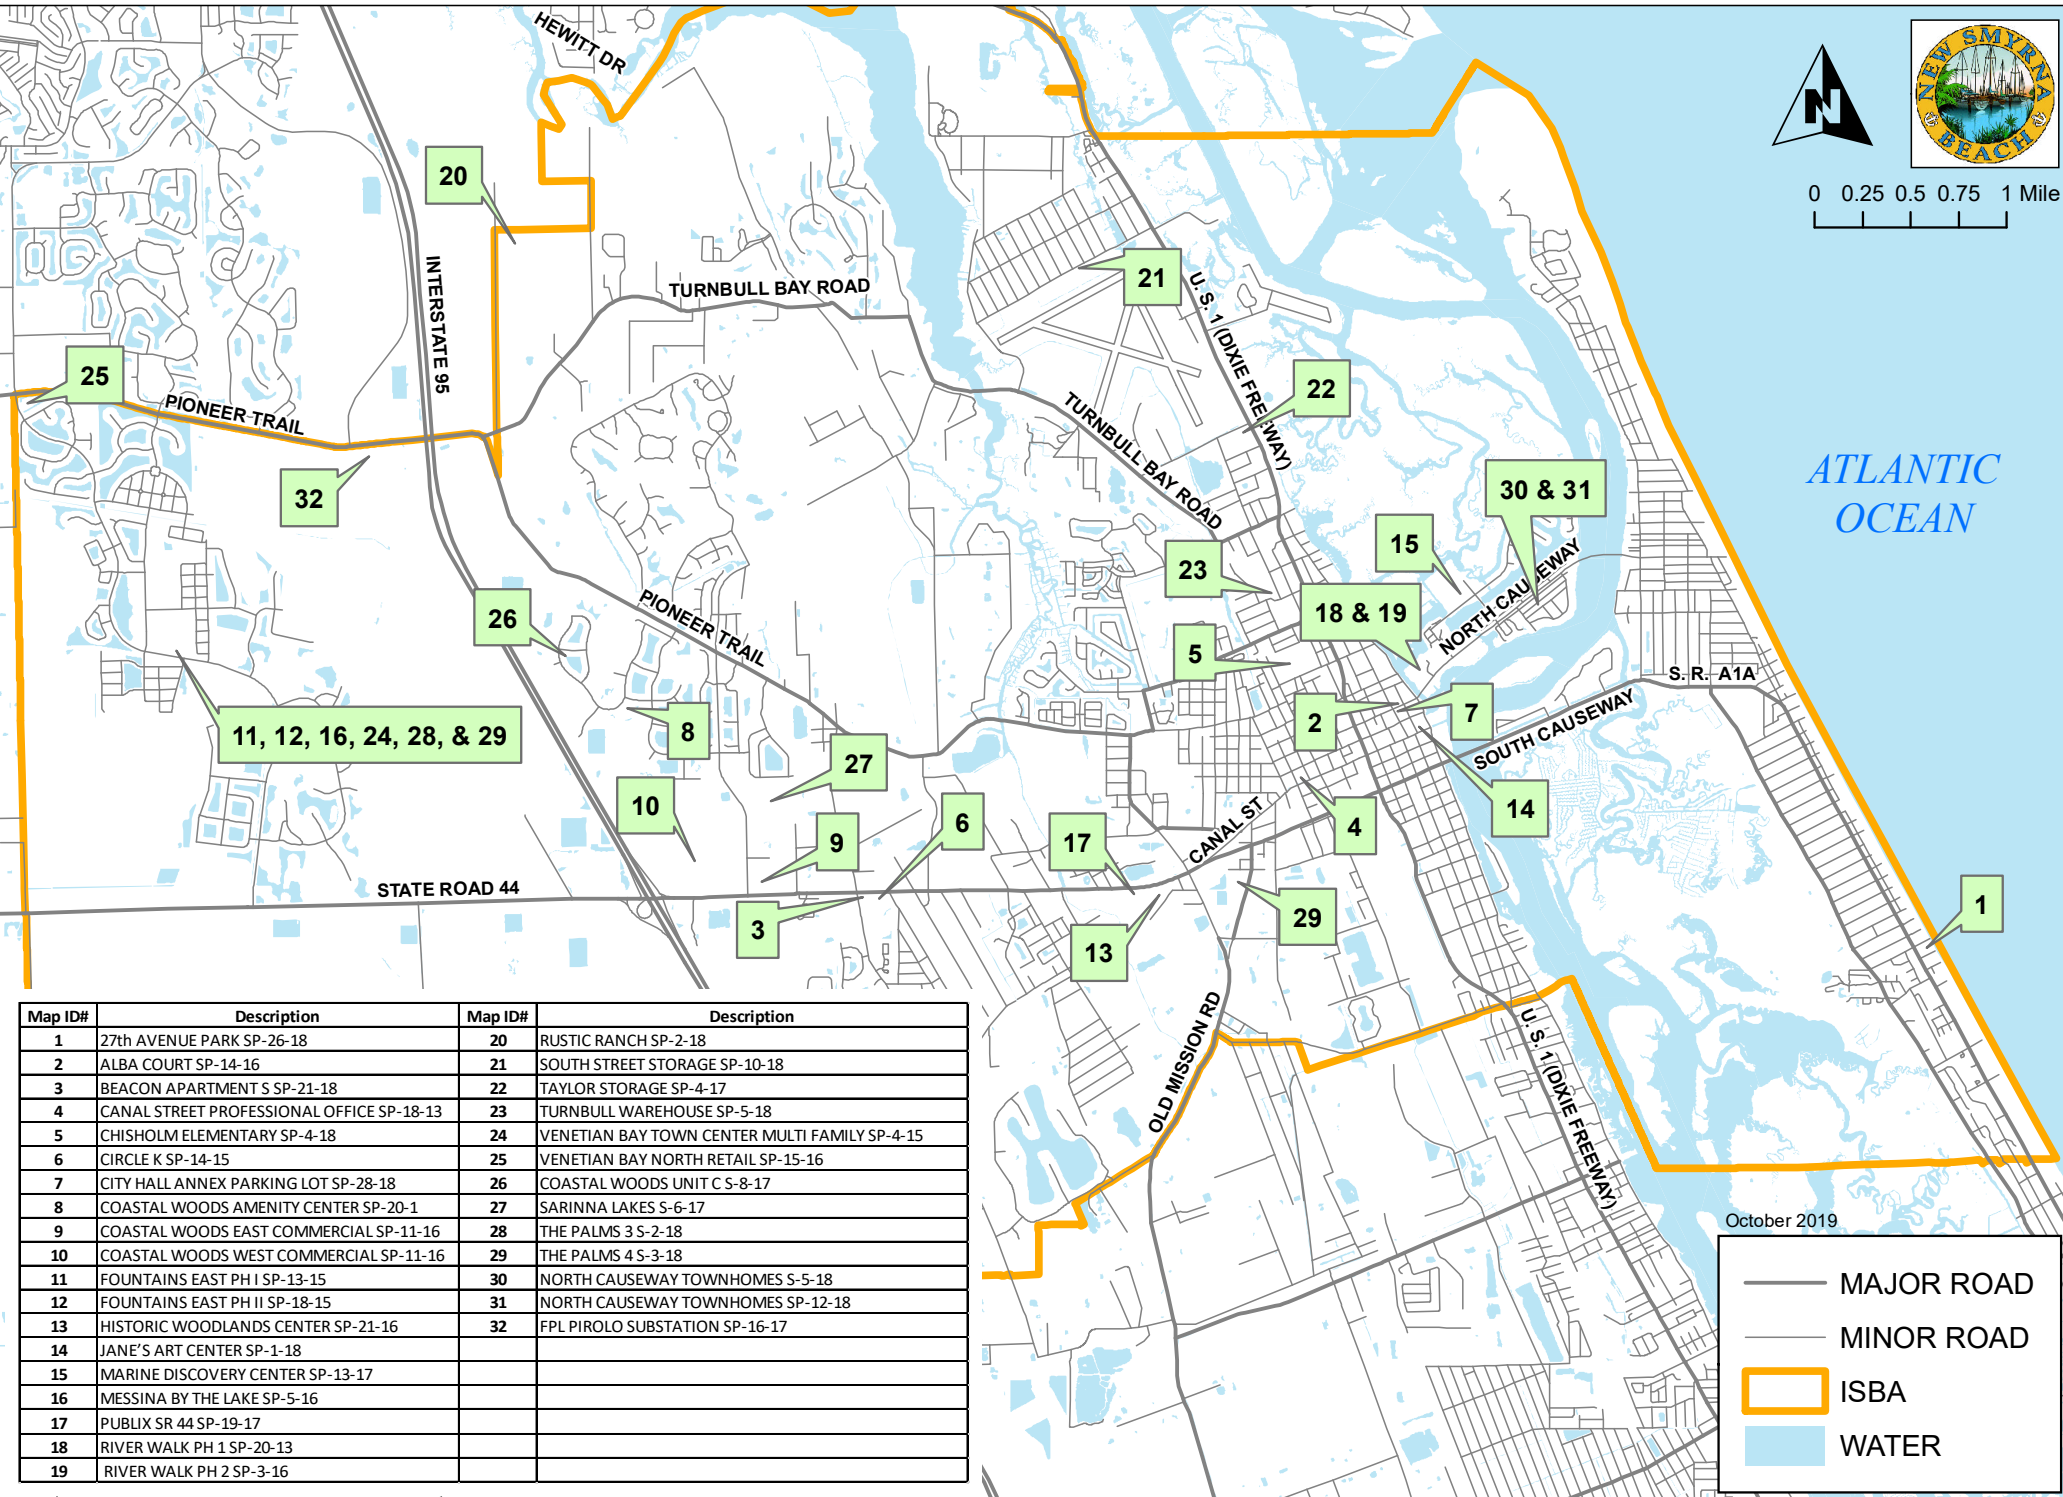 HEWITT DR
NEW SMYRNA
BEACH
N
0 0.25 0.5 0.75 1 Mile
20
INTERSTATE 95
TURNBULL BAY ROAD
21
U. S. 1 (DIXIE FREEWAY)
25
PIONEER TRAIL
22
TURNBULL BAY ROAD
ATLANTIC
OCEAN
32
30 & 31
15
23
26
PIONEER TRAIL
18 & 19
NORTH CAUSEWAY
5
S. R. A1A
11, 12, 16, 24, 28, & 29
8
2
7
SOUTH CAUSEWAY
27
10
9
6
17
CANAL ST
4
14
STATE ROAD 44
3
13
29
1
OLD MISSION RD
U. S. 1 (DIXIE FREEWAY)
Map ID# Description Map ID# Description
1 27th AVENUE PARK SP-26-18 20 RUSTIC RANCH SP-2-18
2 ALBA COURT SP-14-16 21 SOUTH STREET STORAGE SP-10-18
3 BEACON APARTMENT S SP-21-18 22 TAYLOR STORAGE SP-4-17
4 CANAL STREET PROFESSIONAL OFFICE SP-18-13 23 TURNBULL WAREHOUSE SP-5-18
5 CHISHOLM ELEMENTARY SP-4-18 24 VENETIAN BAY TOWN CENTER MULTI FAMILY SP-4-15
6 CIRCLE K SP-14-15 25 VENETIAN BAY NORTH RETAIL SP-15-16
7 CITY HALL ANNEX PARKING LOT SP-28-18 26 COASTAL WOODS UNIT C S-8-17
8 COASTAL WOODS AMENITY CENTER SP-20-1 27 SARINNA LAKES S-6-17
9 COASTAL WOODS EAST COMMERCIAL SP-11-16 28 THE PALMS 3 S-2-18
10 COASTAL WOODS WEST COMMERCIAL SP-11-16 29 THE PALMS 4 S-3-18
11 FOUNTAINS EAST PH I SP-13-15 30 NORTH CAUSEWAY TOWNHOMES S-5-18
12 FOUNTAINS EAST PH II SP-18-15 31 NORTH CAUSEWAY TOWNHOMES SP-12-18
13 HISTORIC WOODLANDS CENTER SP-21-16 32 FPL PIROLO SUBSTATION SP-16-17
14 JANE'S ART CENTER SP-1-18
15 MARINE DISCOVERY CENTER SP-13-17
16 MESSINA BY THE LAKE SP-5-16
17 PUBLIX SR 44 SP-19-17
18 RIVER WALK PH 1 SP-20-13
19 RIVER WALK PH 2 SP-3-16
October 2019
MAJOR ROAD
MINOR ROAD
ISBA
WATER